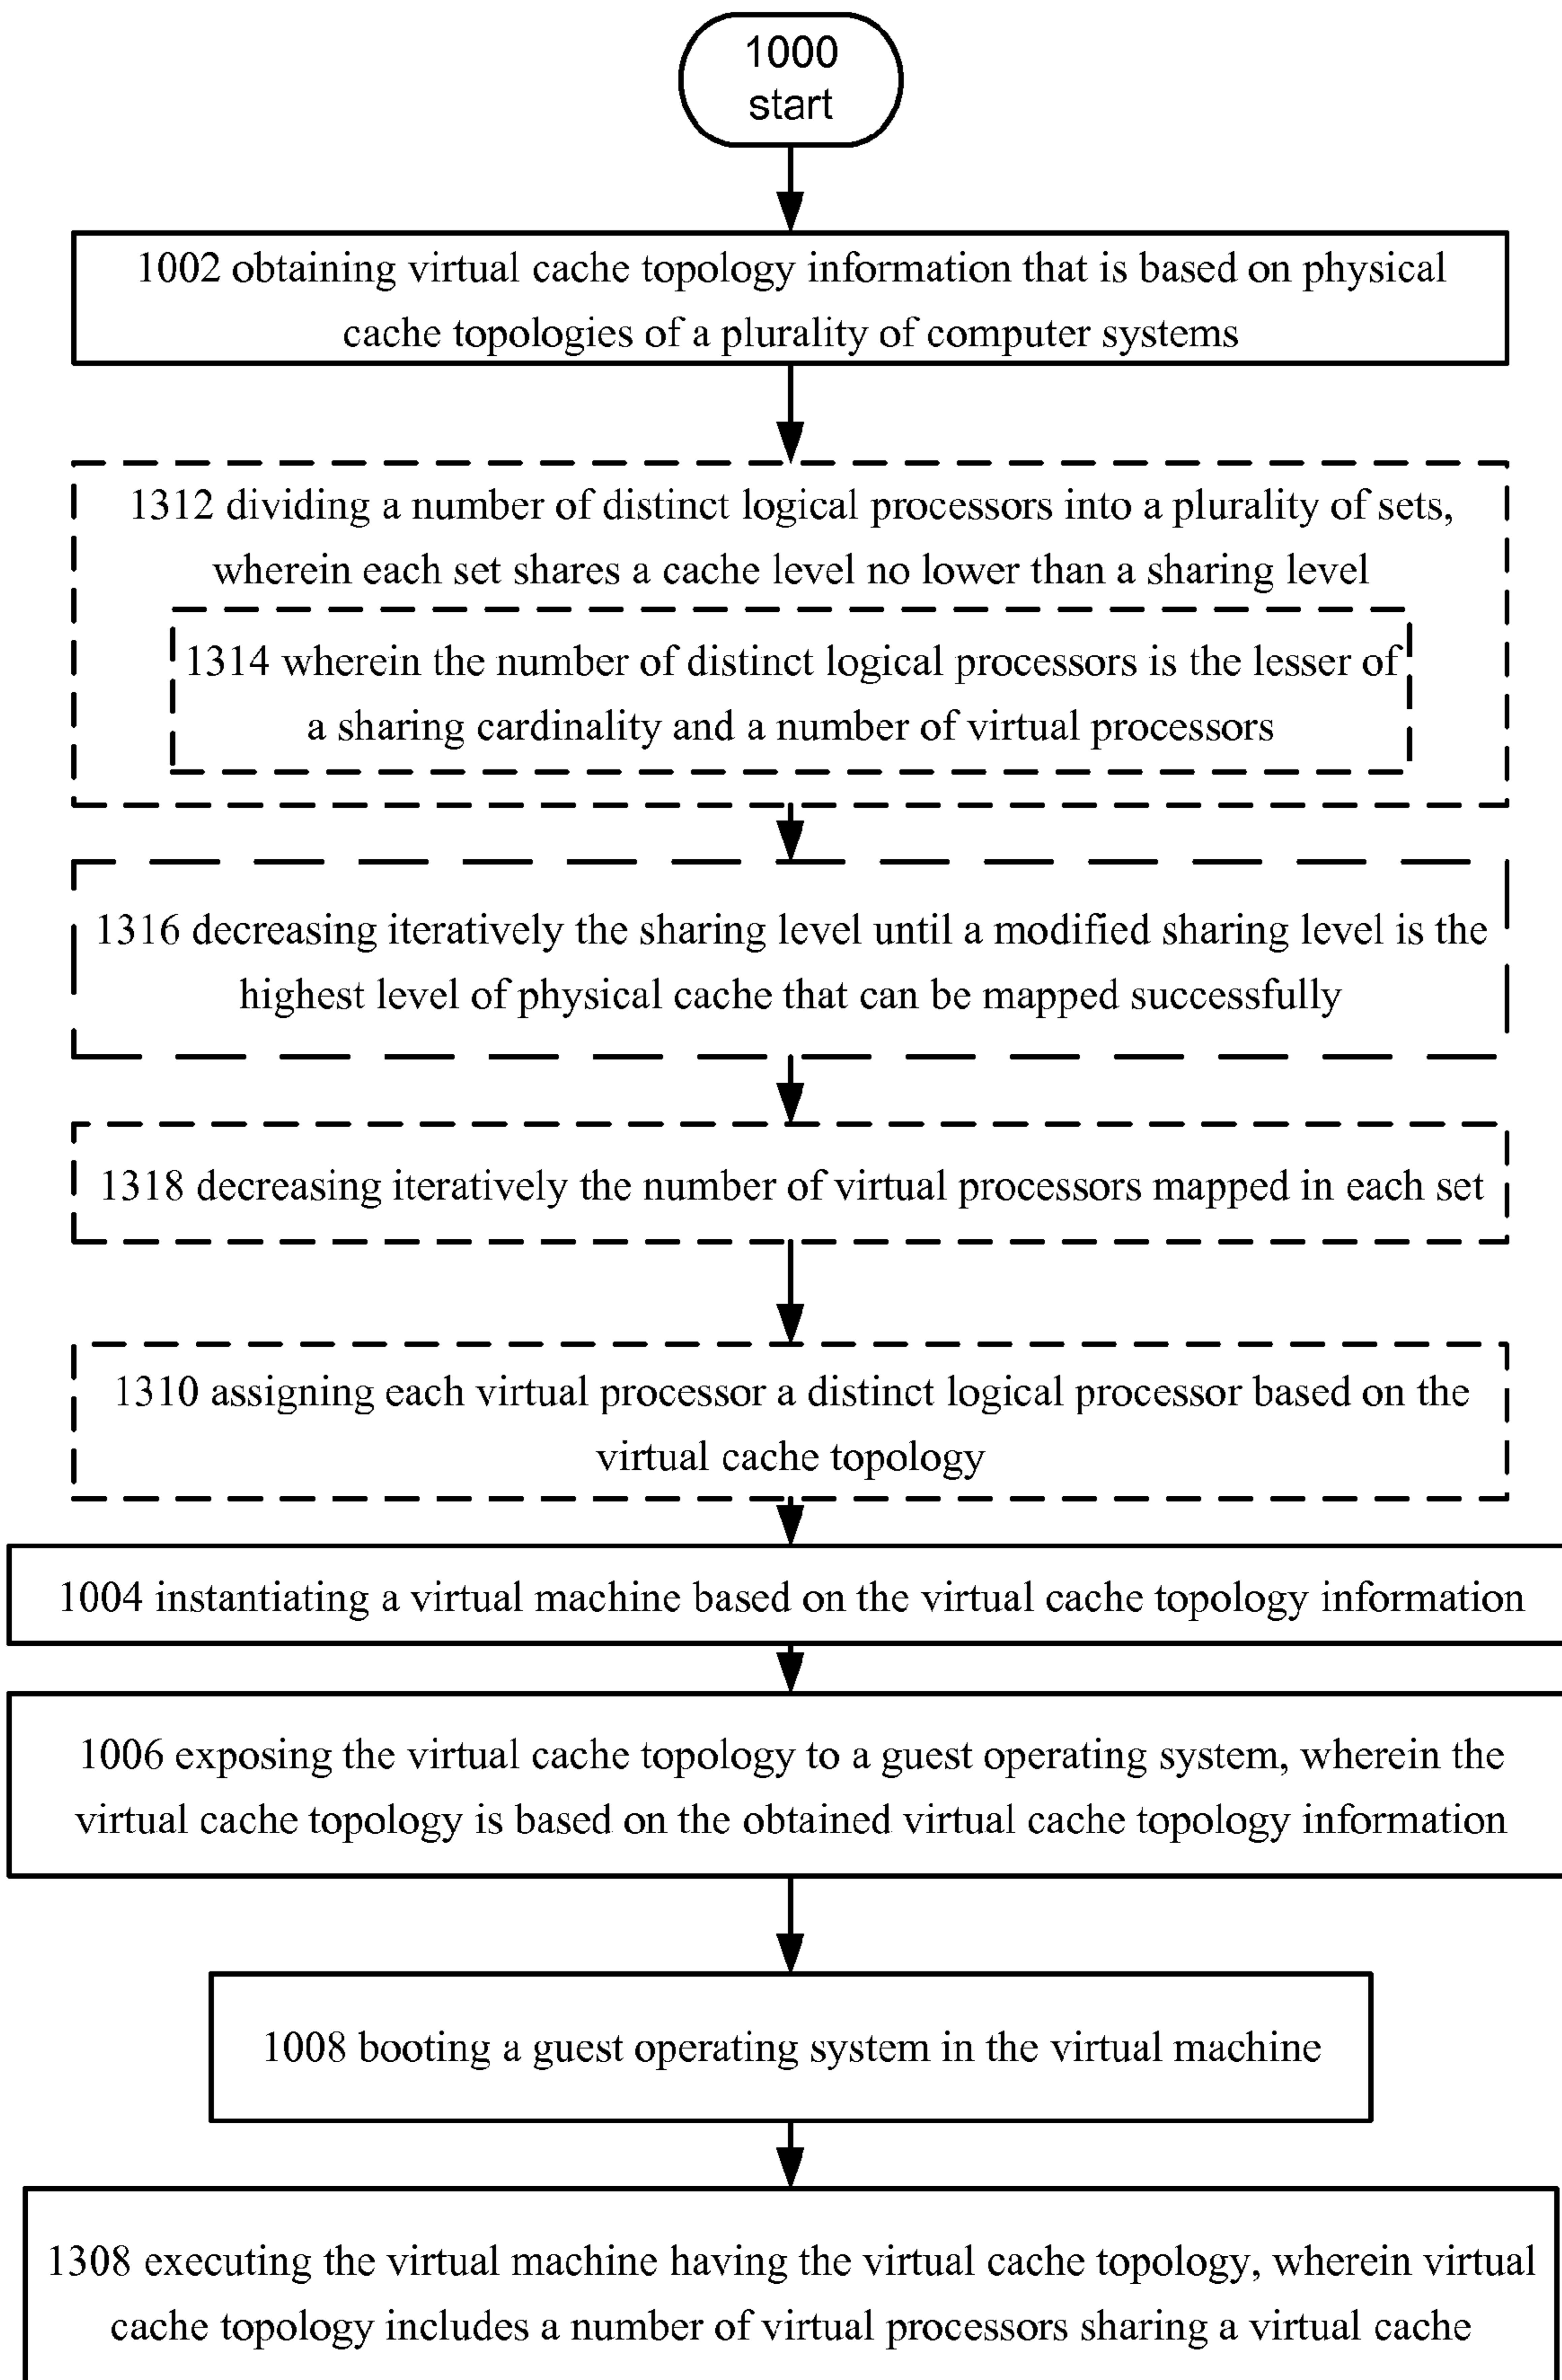 1000
start
1002 obtaining virtual cache topology information that is based on physical
cache topologies of a plurality of computer systems
1312 dividing a number of distinct logical processors into a plurality of sets,
wherein each set shares a cache level no lower than a sharing level
1314 wherein the number of distinct logical processors is the lesser of
a sharing cardinality and a number of virtual processors
1316 decreasing iteratively the sharing level until a modified sharing level is the
highest level of physical cache that can be mapped successfully
1318 decreasing iteratively the number of virtual processors mapped in each set
1310 assigning each virtual processor a distinct logical processor based on the
virtual cache topology
1004 instantiating a virtual machine based on the virtual cache topology information
1006 exposing the virtual cache topology to a guest operating system, wherein the
virtual cache topology is based on the obtained virtual cache topology information
1008 booting a guest operating system in the virtual machine
1308 executing the virtual machine having the virtual cache topology, wherein virtual
cache topology includes a number of virtual processors sharing a virtual cache